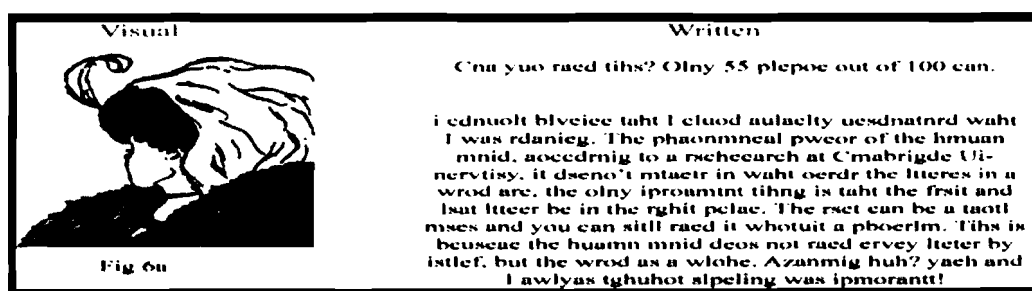 Visual
Written
Cna yuo raed tihs? Olny 55 plepoe out of 100 can.
i cdnuolt blveiee taht I cluod aulaclty uesdnatnrd waht
I was rdanieg. The phaonmneal pweor of the hmuan
mnid, aoccdrnig to a rscheearch at Cmabrigde Ui-
nervtisy, it dseno't mtaetr in waht oerdr the ltteres in a
wrod are, the olny iproamtnt tihng is taht the frsit and
lsat ltteer be in the rghit pclae. The rset can be a taotl
mses and you can sitll raed it whotuit a pboerlm. Tihs is
bcuseae the huamn mnid deos not raed ervey lteter by
istlef, but the wrod as a wlohe. Azanmig huh? yaeh and
I awlyas tghuhot slpeling was ipmorantt!
Fig 6a